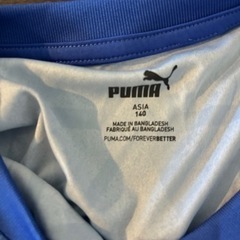 PUMA
ASIA
140
MADE IN BANGLADESH
FABRIQUÉ AU BANGLADESH
PUMA.COM/FOREVERBETTER